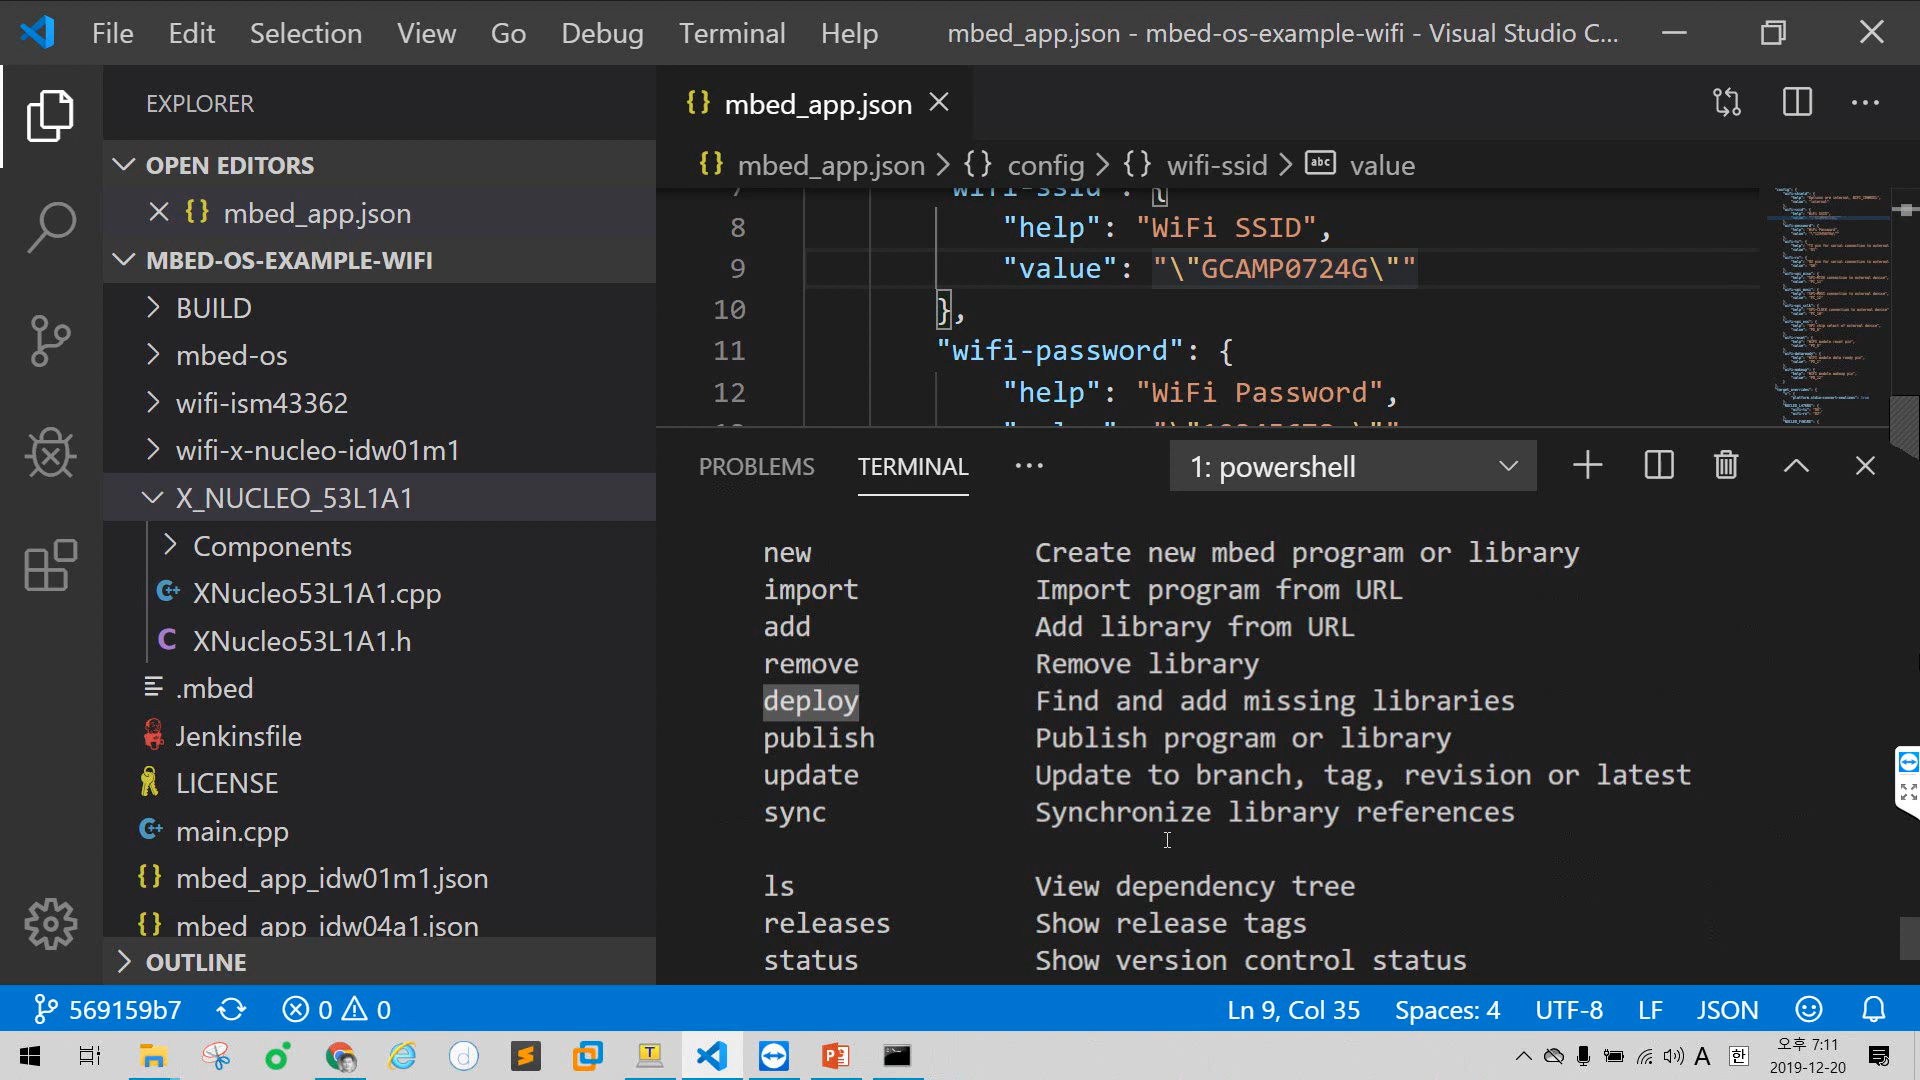 File Edit Selection View Go Debug Terminal Help mbed_app.json - mbed-os-example-wifi - Visual Studio C...
EXPLORER
OPEN EDITORS
{} mbed_app.json
MBED-OS-EXAMPLE-WIFI
BUILD
mbed-os
wifi-ism43362
wifi-x-nucleo-idw01m1
X_NUCLEO_53L1A1
Components
XNucleo53L1A1.cpp
C XNucleo53L1A1.h
.mbed
Jenkinsfile
LICENSE
main.cpp
{} mbed_app_idw01m1.json
{} mbed_app_idw04a1.json
OUTLINE
{} mbed_app.json
{} mbed_app.json > {} config > {} wifi-ssid > abc value
7 "wifi-ssid": {
8 "help": "WiFi SSID",
9 "value": "\"GCAMP0724G\""
10 },
11 "wifi-password": {
12 "help": "WiFi Password",
PROBLEMS TERMINAL ... 1: powershell
new Create new mbed program or library
import Import program from URL
add Add library from URL
remove Remove library
deploy Find and add missing libraries
publish Publish program or library
update Update to branch, tag, revision or latest
sync Synchronize library references
ls View dependency tree
releases Show release tags
status Show version control status
569159b7 0 0 Ln 9, Col 35 Spaces: 4 UTF-8 LF JSON
A 한 오후 7:11
2019-12-20